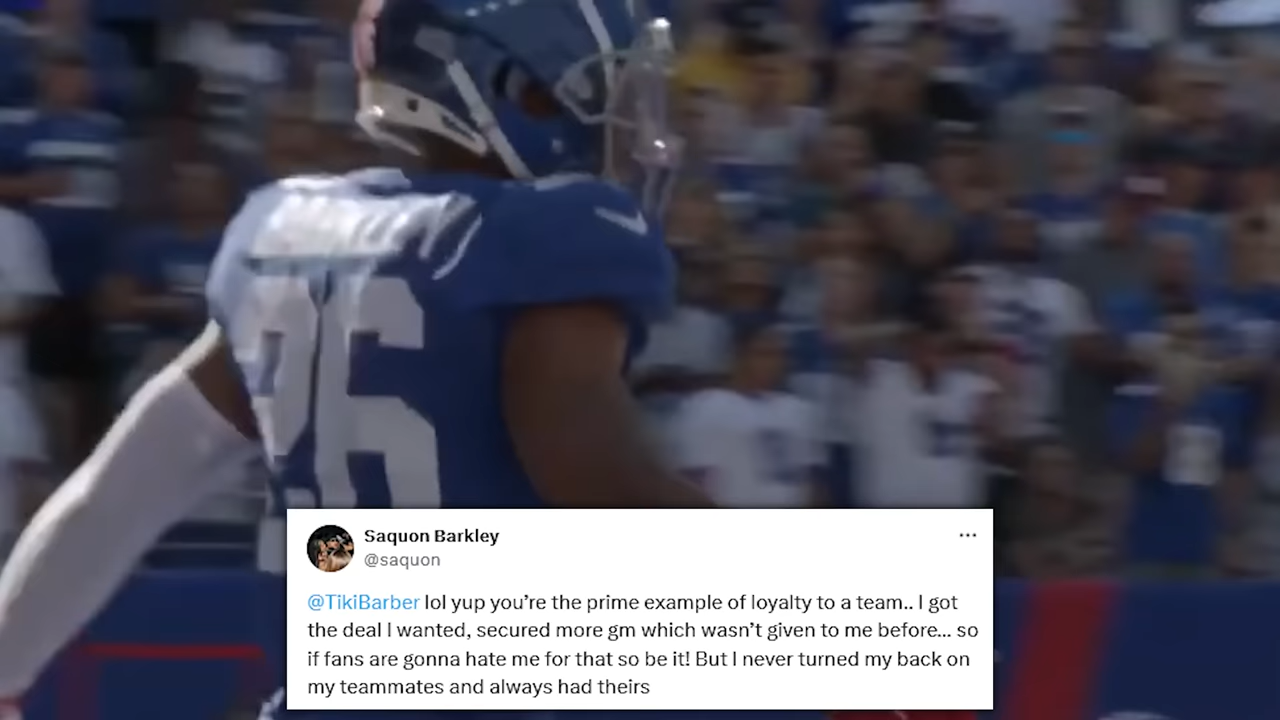 26
Saquon Barkley
@saquon
@TikiBarber lol yup you’re the prime example of loyalty to a team.. I got
the deal I wanted, secured more gm which wasn’t given to me before... so
if fans are gonna hate me for that so be it! But I never turned my back on
my teammates and always had theirs